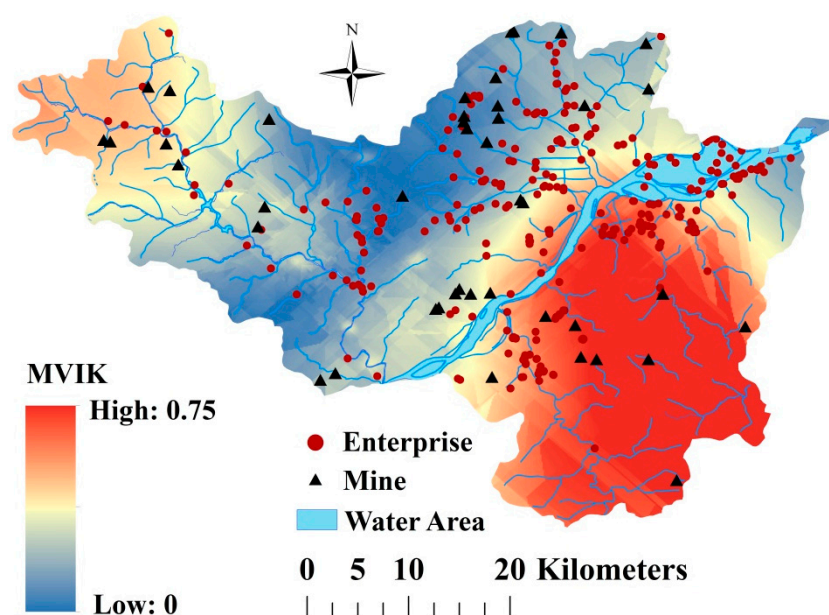 N
MVIK
High: 0.75
Low: 0
Enterprise
Mine
Water Area
0 5 10 20 Kilometers